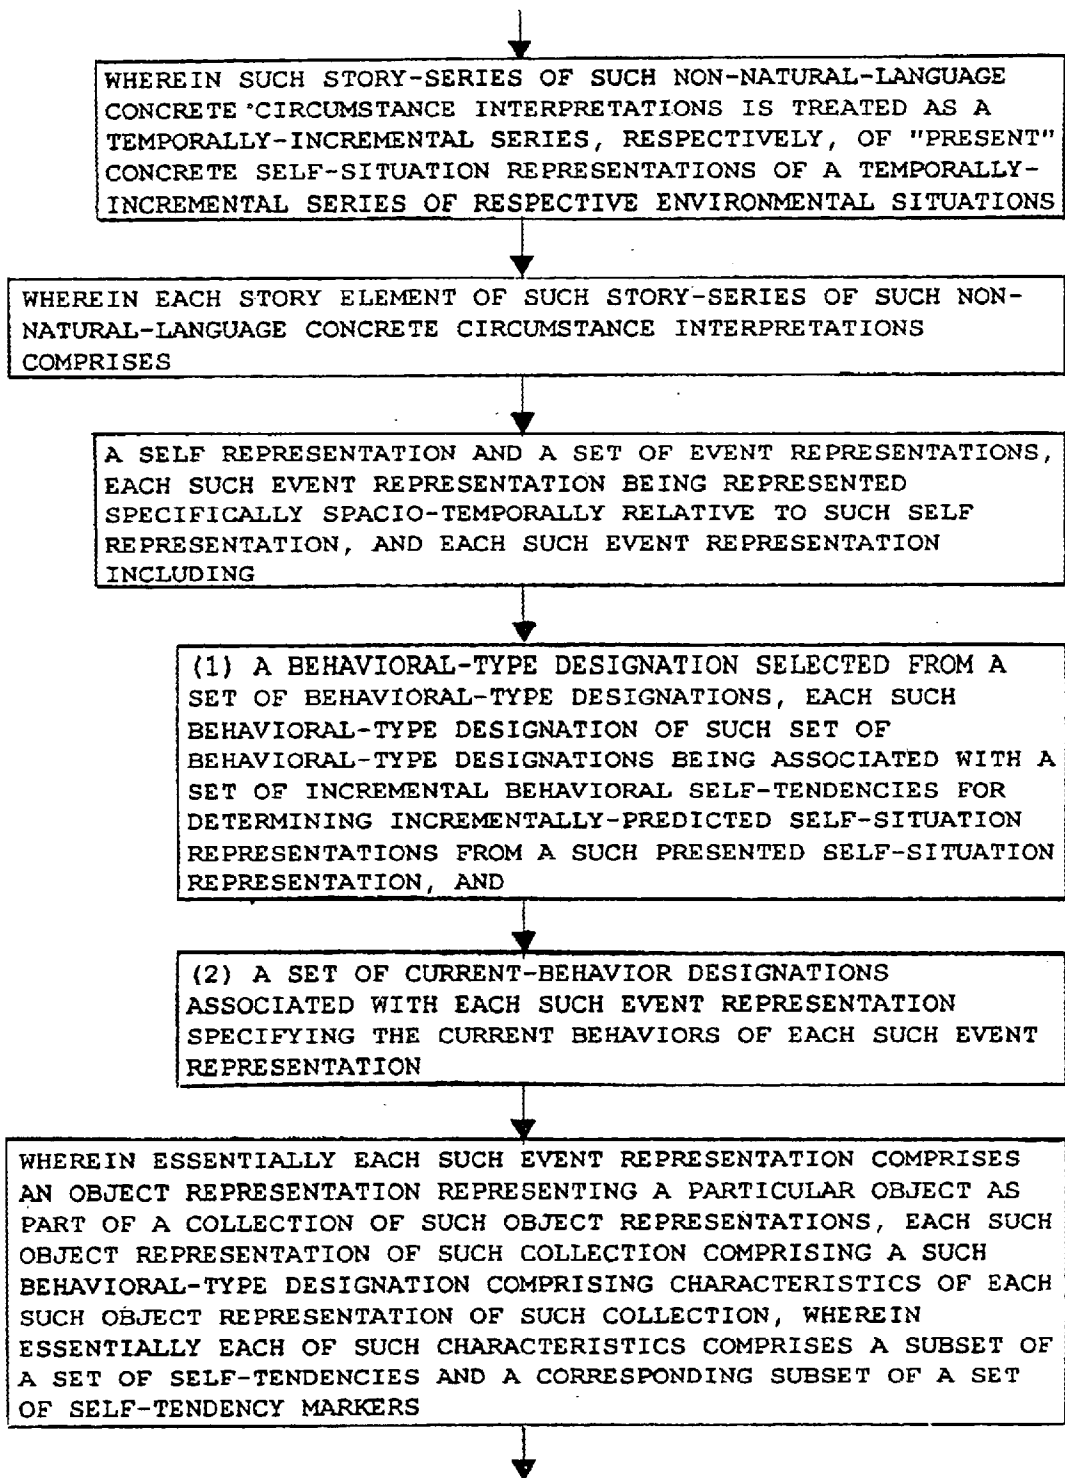 WHEREIN SUCH STORY-SERIES OF SUCH NON-NATURAL-LANGUAGE
CONCRETE CIRCUMSTANCE INTERPRETATIONS IS TREATED AS A
TEMPORALLY-INCREMENTAL SERIES, RESPECTIVELY, OF "PRESENT"
CONCRETE SELF-SITUATION REPRESENTATIONS OF A TEMPORALLY-
INCREMENTAL SERIES OF RESPECTIVE ENVIRONMENTAL SITUATIONS
WHEREIN EACH STORY ELEMENT OF SUCH STORY-SERIES OF SUCH NON-
NATURAL-LANGUAGE CONCRETE CIRCUMSTANCE INTERPRETATIONS
COMPRISES
A SELF REPRESENTATION AND A SET OF EVENT REPRESENTATIONS,
EACH SUCH EVENT REPRESENTATION BEING REPRESENTED
SPECIFICALLY SPACIO-TEMPORALLY RELATIVE TO SUCH SELF
REPRESENTATION, AND EACH SUCH EVENT REPRESENTATION
INCLUDING
(1) A BEHAVIORAL-TYPE DESIGNATION SELECTED FROM A
SET OF BEHAVIORAL-TYPE DESIGNATIONS, EACH SUCH
BEHAVIORAL-TYPE DESIGNATION OF SUCH SET OF
BEHAVIORAL-TYPE DESIGNATIONS BEING ASSOCIATED WITH A
SET OF INCREMENTAL BEHAVIORAL SELF-TENDENCIES FOR
DETERMINING INCREMENTALLY-PREDICTED SELF-SITUATION
REPRESENTATIONS FROM A SUCH PRESENTED SELF-SITUATION
REPRESENTATION, AND
(2) A SET OF CURRENT-BEHAVIOR DESIGNATIONS
ASSOCIATED WITH EACH SUCH EVENT REPRESENTATION
SPECIFYING THE CURRENT BEHAVIORS OF EACH SUCH EVENT
REPRESENTATION
WHEREIN ESSENTIALLY EACH SUCH EVENT REPRESENTATION COMPRISES
AN OBJECT REPRESENTATION REPRESENTING A PARTICULAR OBJECT AS
PART OF A COLLECTION OF SUCH OBJECT REPRESENTATIONS, EACH SUCH
OBJECT REPRESENTATION OF SUCH COLLECTION COMPRISING A SUCH
BEHAVIORAL-TYPE DESIGNATION COMPRISING CHARACTERISTICS OF EACH
SUCH OBJECT REPRESENTATION OF SUCH COLLECTION, WHEREIN
ESSENTIALLY EACH OF SUCH CHARACTERISTICS COMPRISES A SUBSET OF
A SET OF SELF-TENDENCIES AND A CORRESPONDING SUBSET OF A SET
OF SELF-TENDENCY MARKERS